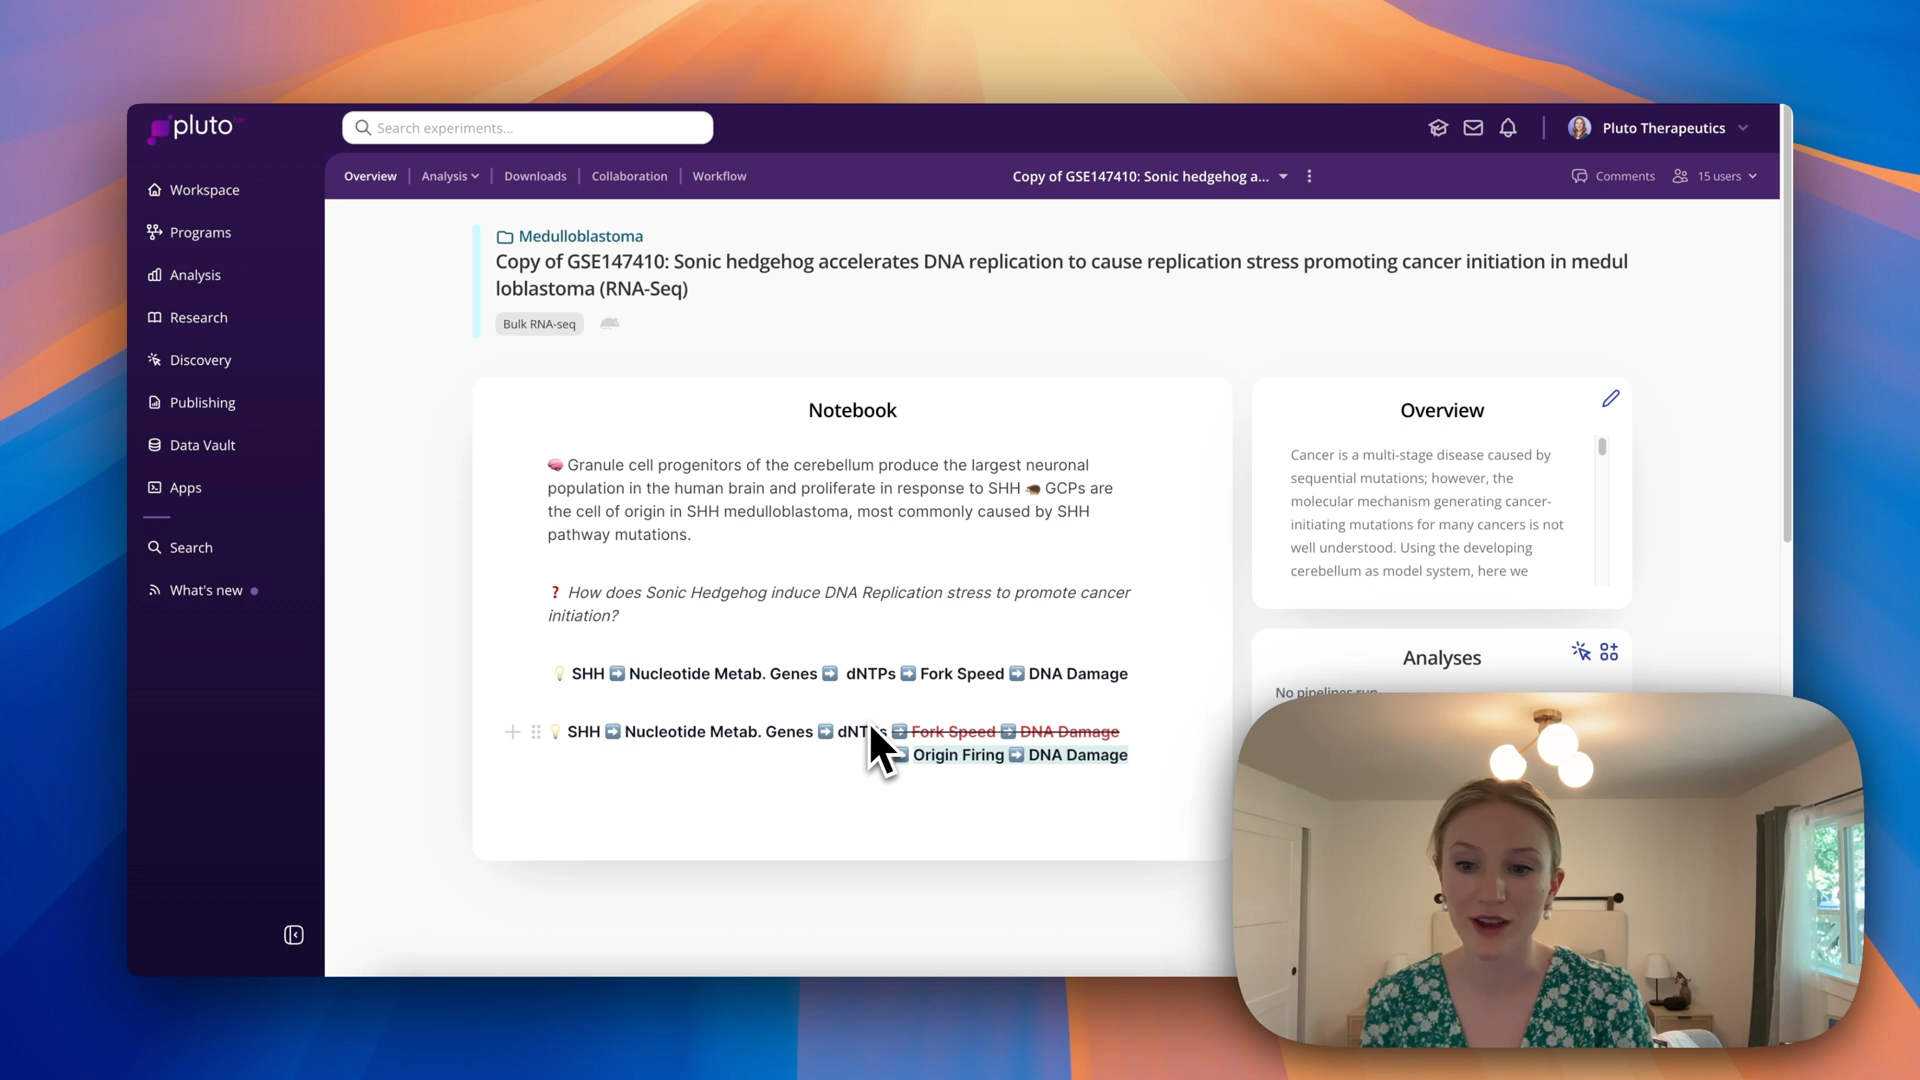 pluto
Search experiments...
Pluto Therapeutics
Overview
Analysis
Downloads
Collaboration
Workflow
Copy of GSE147410: Sonic hedgehog a...
Comments
15 users
Workspace
Programs
Analysis
Research
Discovery
Publishing
Data Vault
Apps
Search
What's new
Medulloblastoma
Copy of GSE147410: Sonic hedgehog accelerates DNA replication to cause replication stress promoting cancer initiation in medul
loblastoma (RNA-Seq)
Bulk RNA-seq
Notebook
🧠 Granule cell progenitors of the cerebellum produce the largest neuronal
population in the human brain and proliferate in response to SHH 🦔 GCPs are
the cell of origin in SHH medulloblastoma, most commonly caused by SHH
pathway mutations.
❓ How does Sonic Hedgehog induce DNA Replication stress to promote cancer
initiation?
💡 SHH ➡️ Nucleotide Metab. Genes ➡️ dNTPs ➡️ Fork Speed ➡️ DNA Damage
💡 SHH ➡️ Nucleotide Metab. Genes ➡️ dNTPs ➡️ Fork Speed ➡️ DNA Damage
➡️ Origin Firing ➡️ DNA Damage
Overview
Cancer is a multi-stage disease caused by
sequential mutations; however, the
molecular mechanism generating cancer-
initiating mutations for many cancers is not
well understood. Using the developing
cerebellum as model system, here we
Analyses
No pipelines run